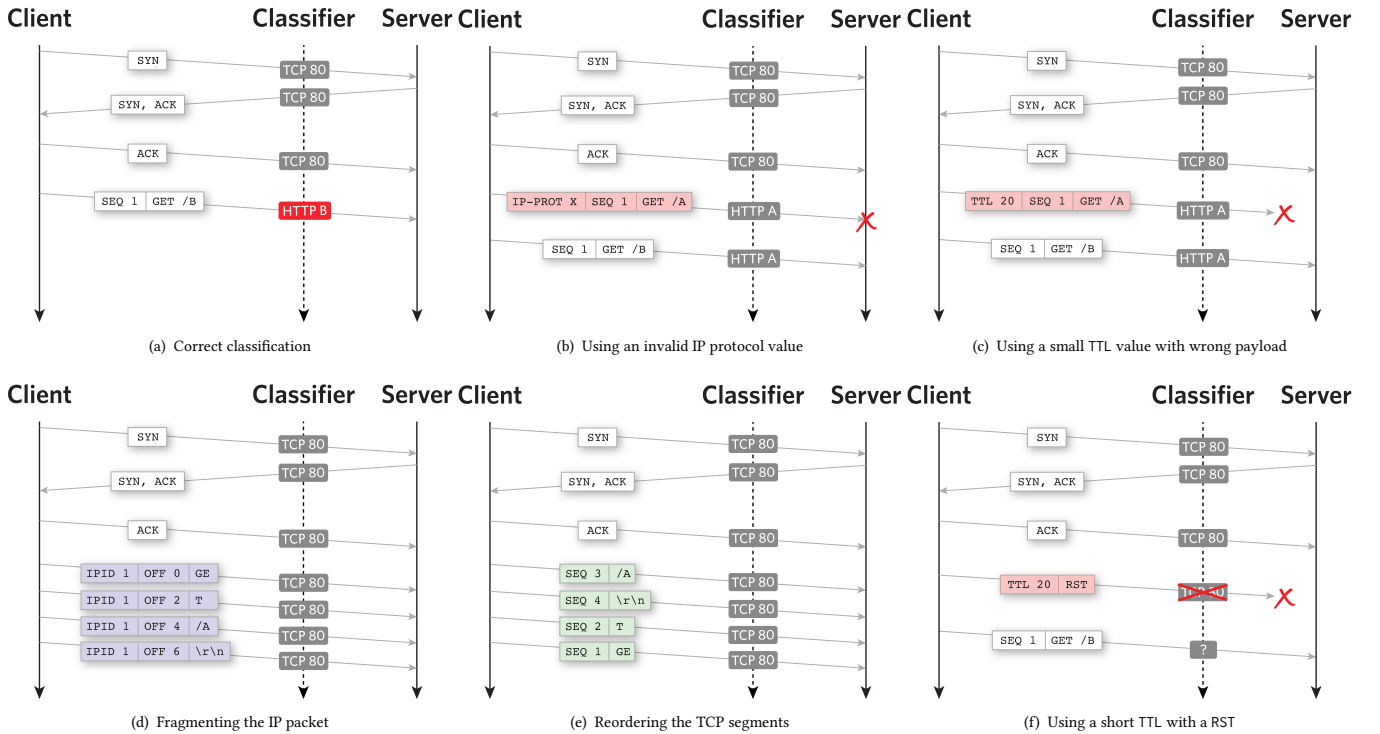 Client Classifier Server Client Classifier Server Client Classifier Server
SYN
TCP 80
TCP 80
SYN, ACK
ACK
TCP 80
SEQ 1 GET /B
HTTP B
(a) Correct classification
SYN
TCP 80
TCP 80
SYN, ACK
ACK
TCP 80
IP-PROT X SEQ 1 GET /A
HTTP A
X
SEQ 1 GET /B
HTTP A
(b) Using an invalid IP protocol value
SYN
TCP 80
TCP 80
SYN, ACK
ACK
TCP 80
TTL 20 SEQ 1 GET /A
HTTP A
X
SEQ 1 GET /B
HTTP A
(c) Using a small TTL value with wrong payload
Client Classifier Server Client Classifier Server Client Classifier Server
SYN
TCP 80
TCP 80
SYN, ACK
ACK
TCP 80
IPID 1 OFF 0 GE
TCP 80
IPID 1 OFF 2 T
TCP 80
IPID 1 OFF 4 /A
TCP 80
IPID 1 OFF 6 \r\n
TCP 80
(d) Fragmenting the IP packet
SYN
TCP 80
TCP 80
SYN, ACK
ACK
TCP 80
SEQ 3 /A
TCP 80
SEQ 4 \r\n
TCP 80
SEQ 2 T
TCP 80
SEQ 1 GE
TCP 80
(e) Reordering the TCP segments
SYN
TCP 80
TCP 80
SYN, ACK
ACK
TCP 80
TTL 20 RST
TCP 80
X
SEQ 1 GET /B
?
(f) Using a short TTL with a RST